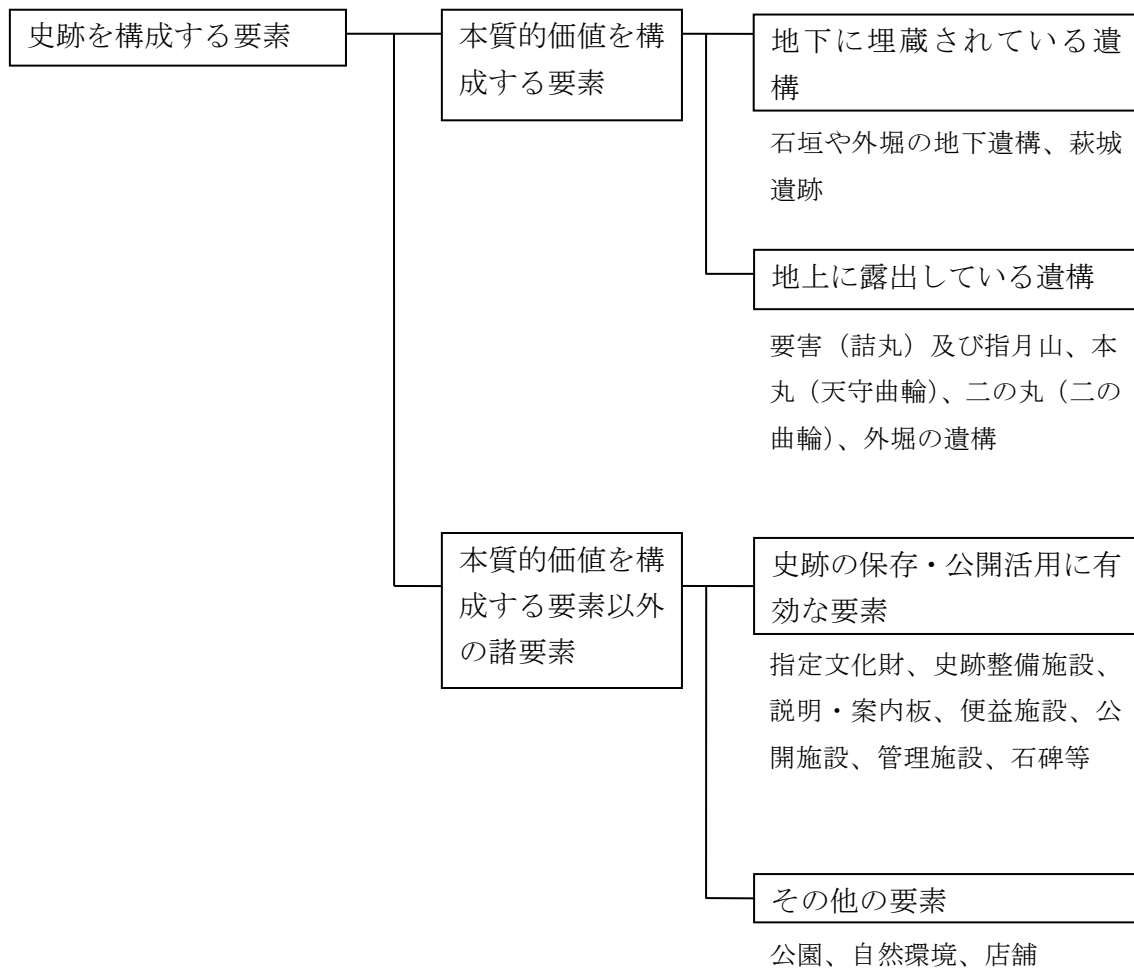 史跡を構成する要素
本質的価値を構
成する要素
地下に埋蔵されている遺
構
石垣や外堀の地下遺構、萩城
遺跡
地上に露出している遺構
要害（詰丸）及び指月山、本
丸（天守曲輪）、二の丸（二の
曲輪）、外堀の遺構
本質的価値を構
成する要素以外
の諸要素
史跡の保存・公開活用に有
効な要素
指定文化財、史跡整備施設、
説明・案内板、便益施設、公
開施設、管理施設、石碑等
その他の要素
公園、自然環境、店舗